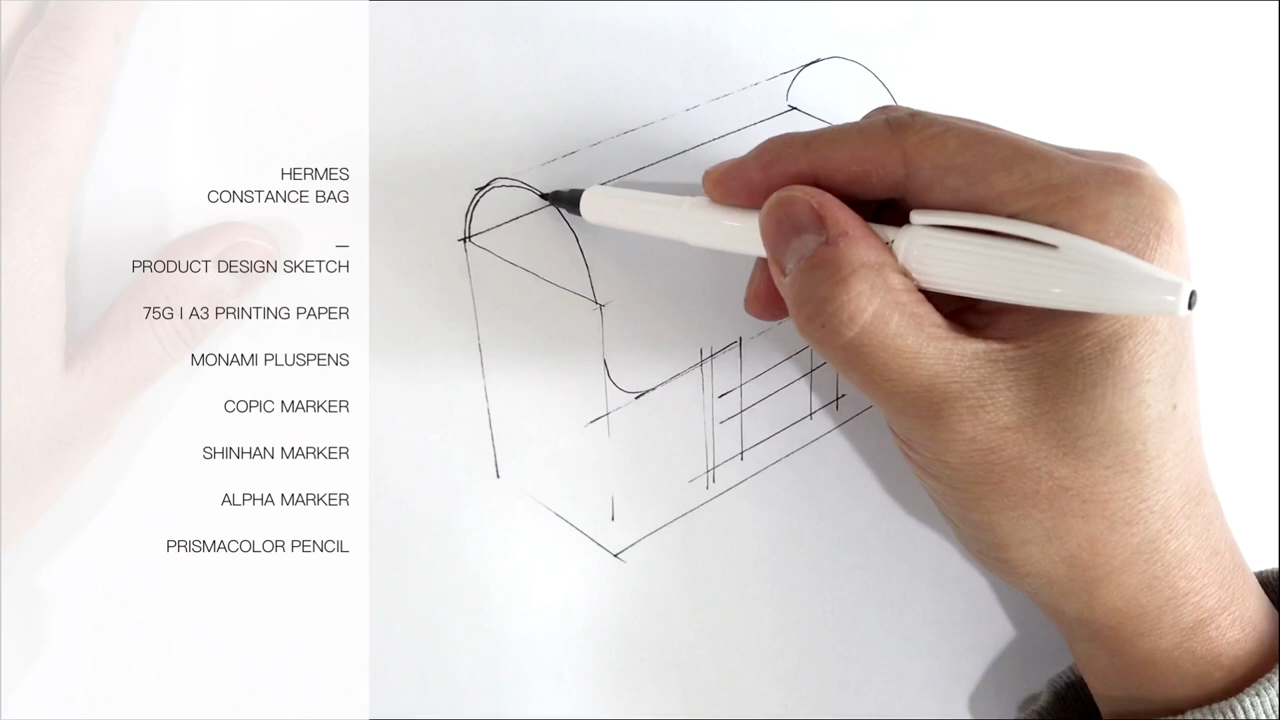 HERMES
CONSTANCE BAG
—
PRODUCT DESIGN SKETCH
75G I A3 PRINTING PAPER
MONAMI PLUSPENS
COPIC MARKER
SHINHAN MARKER
ALPHA MARKER
PRISMACOLOR PENCIL